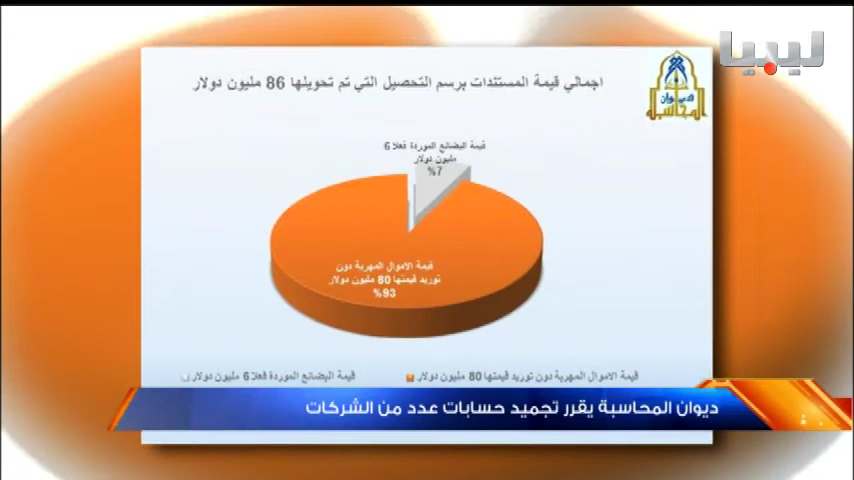 ليبيا
اجمالي قيمة المستندات برسم التحصيل التي تم تحويلها 86 مليون دولار
ديوان
المحاسبة
قيمة البضائع الموردة فعلا 6
مليون دولار
%7
قيمة الاموال المهربة دون
توريد قيمتها 80 مليون دولار
%93
قيمة الاموال المهربة دون توريد قيمتها 80 مليون دولار
قيمة البضائع الموردة فعلا 6 مليون دولار
ديوان المحاسبة يقرر تجميد حسابات عدد من الشركات